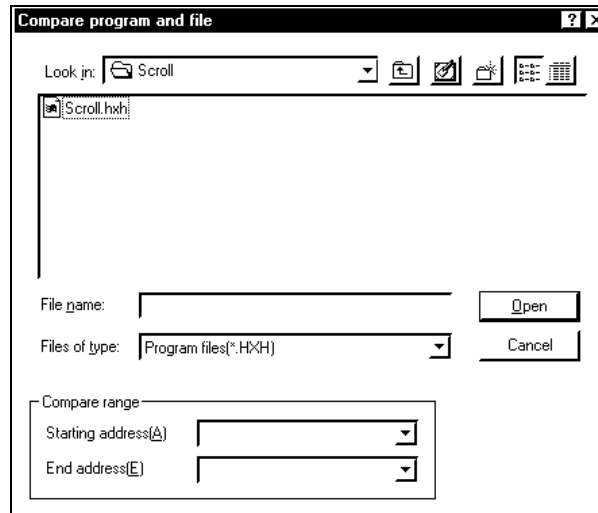 Compare program and file
Look in: Scroll
Scroll.hxh
File name:
Open
Files of type: Program files(*.HXH)
Cancel
Compare range
Starting address(A)
End address(E)